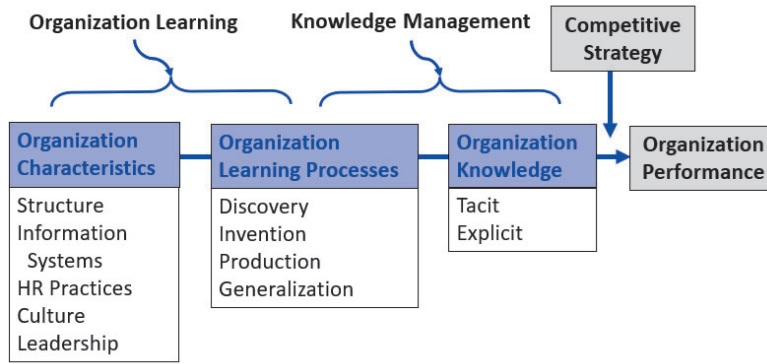 Organization Learning
Knowledge Management
Competitive
Strategy
Organization
Characteristics
Structure
Information
Systems
HR Practices
Culture
Leadership
Organization
Learning Processes
Discovery
Invention
Production
Generalization
Organization
Knowledge
Tacit
Explicit
Organization
Performance